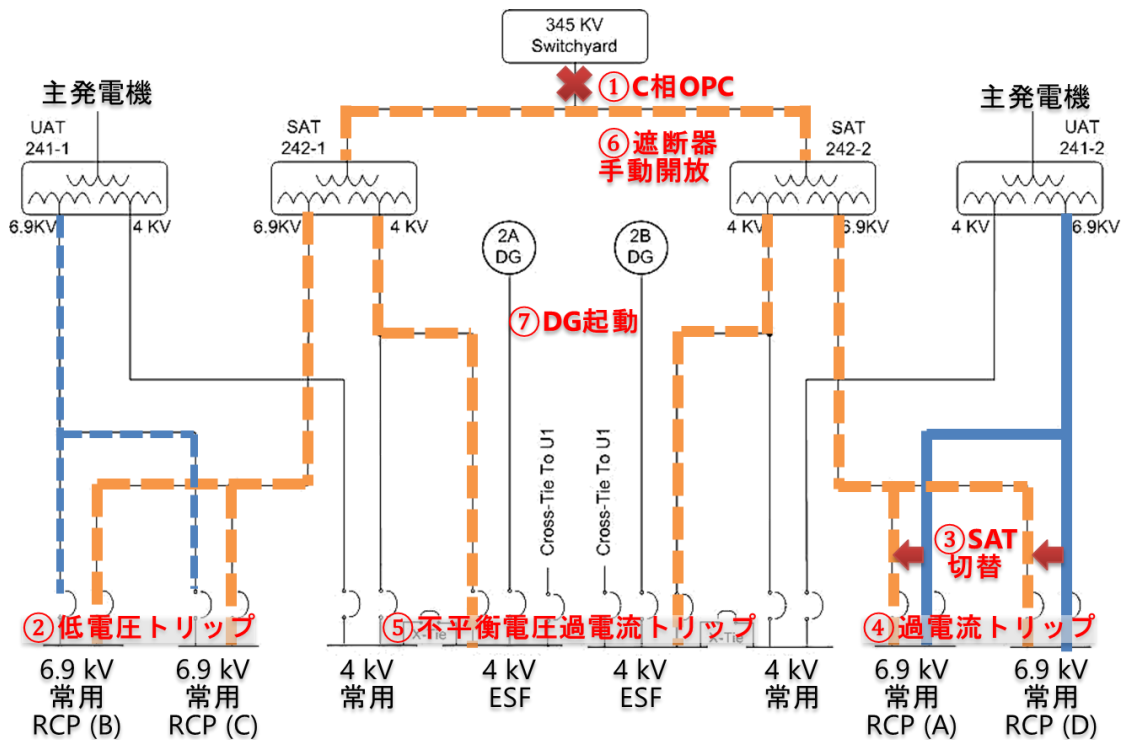 345 KV
Switchyard
①C相OPC
主発電機
主発電機
UAT
241-1
SAT
242-1
⑥遮断器
手動開放
SAT
242-2
UAT
241-2
6.9KV
4 KV
6.9KV
4 KV
2A
DG
2B
DG
4 KV
6.9KV
4 KV
6.9KV
⑦DG起動
Cross-Tie To U1
Cross-Tie To U1
③SAT
切替
②低電圧トリップ
⑤不平衡電圧過電流トリップ
④過電流トリップ
X-Tie
X-Tie
6.9 kV
常用
RCP (B)
6.9 kV
常用
RCP (C)
4 kV
常用
4 kV
ESF
4 kV
ESF
4 kV
常用
6.9 kV
常用
RCP (A)
6.9 kV
常用
RCP (D)